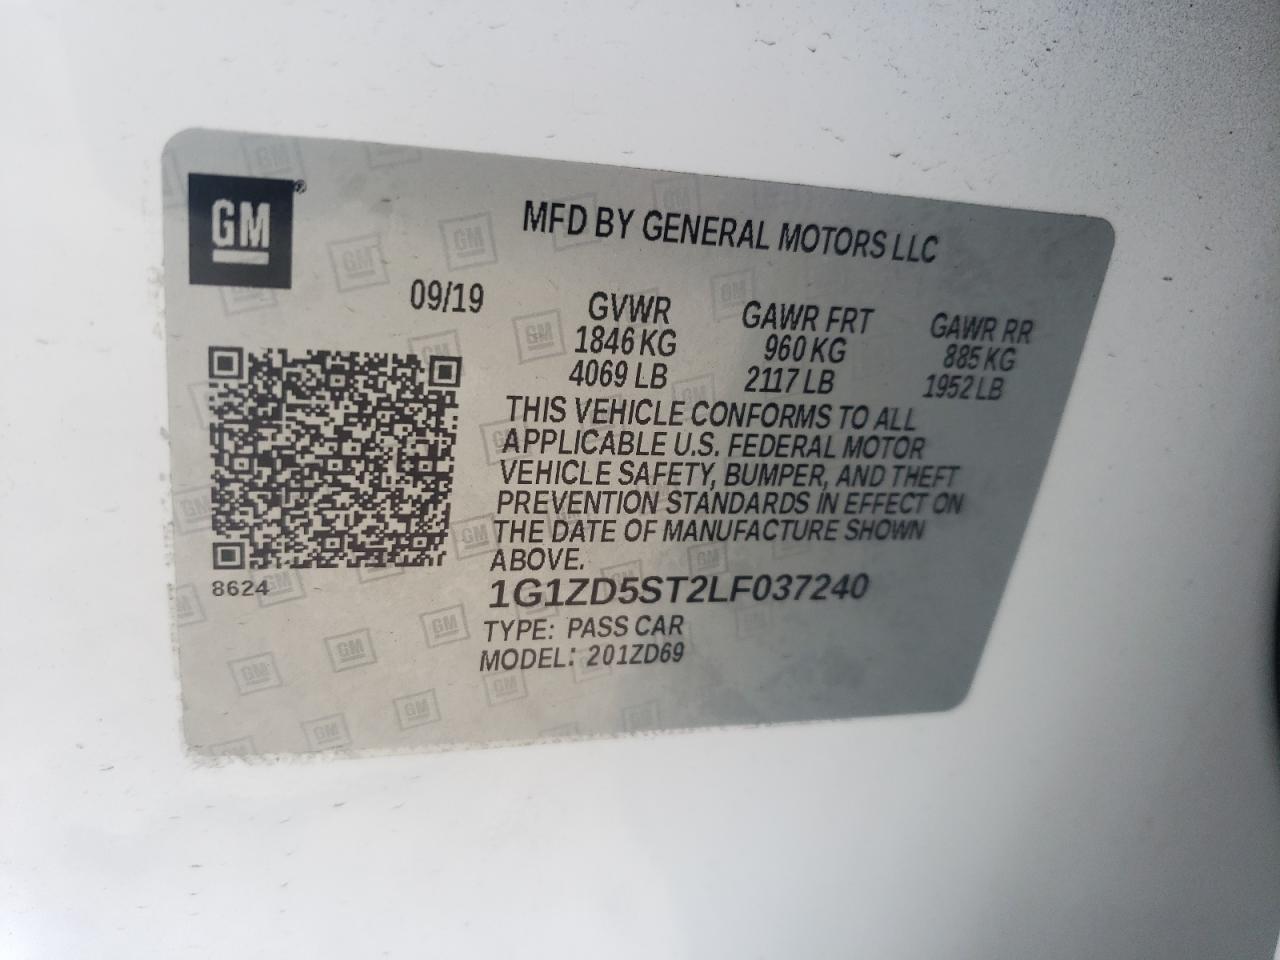 GM®
MFD BY GENERAL MOTORS LLC
09/19
GVWR GAWR FRT GAWR RR
1846 KG 960 KG 885 KG
4069 LB 2117 LB 1952 LB
THIS VEHICLE CONFORMS TO ALL
APPLICABLE U.S. FEDERAL MOTOR
VEHICLE SAFETY, BUMPER, AND THEFT
PREVENTION STANDARDS IN EFFECT ON
THE DATE OF MANUFACTURE SHOWN
ABOVE.
8624
1G1ZD5ST2LF037240
TYPE: PASS CAR
MODEL: 201ZD69